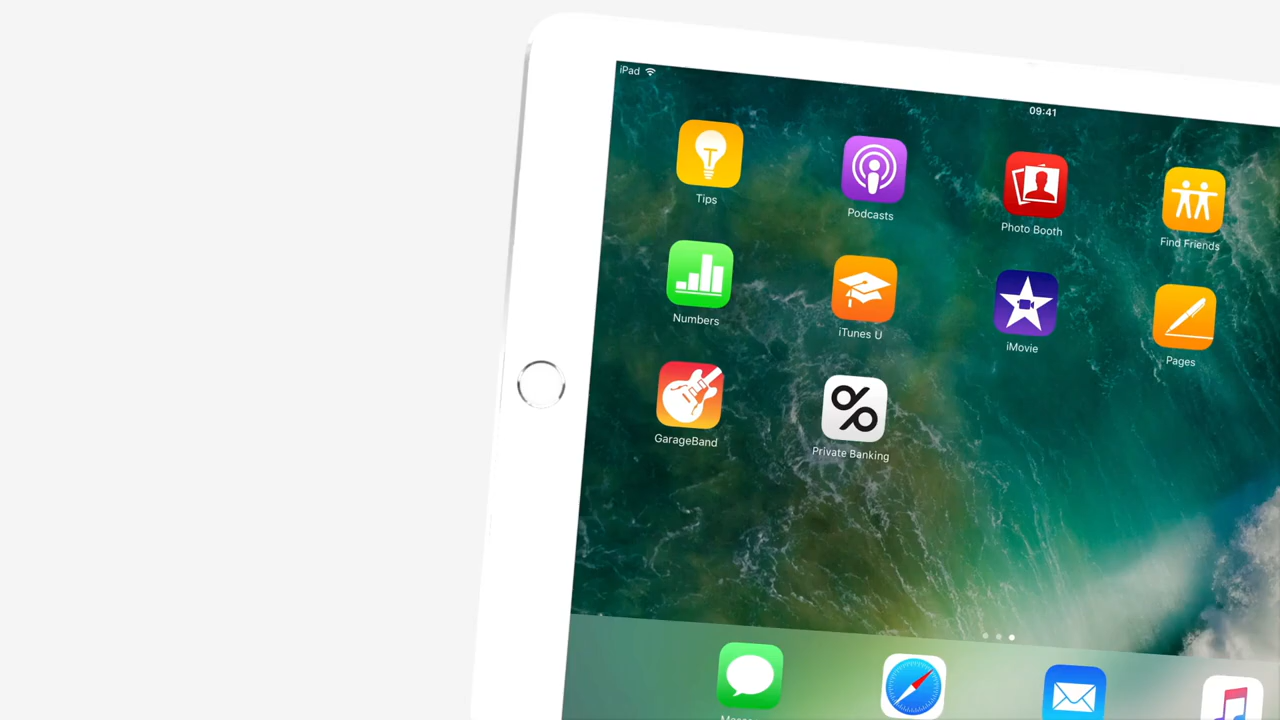 iPad
09:41
Tips
Podcasts
Photo Booth
Find Friends
Numbers
iTunes U
iMovie
Pages
GarageBand
Private Banking